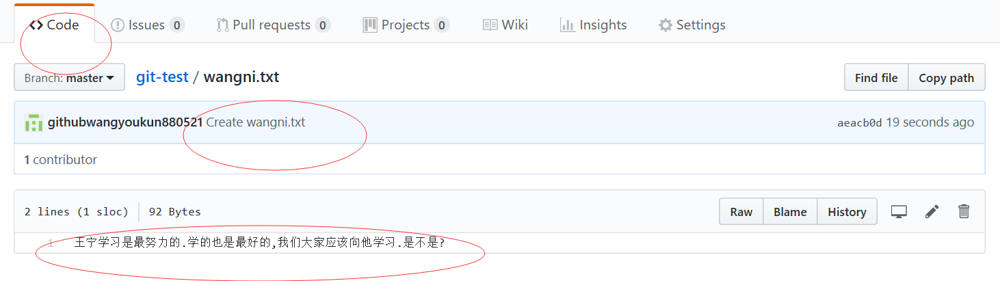 Code Issues 0 Pull requests 0 Projects 0 Wiki Insights Settings
Branch: master git-test / wangni.txt Find file Copy path
githubwangyoukun880521 Create wangni.txt aeacb0d 19 seconds ago
1 contributor
2 lines (1 sloc) 92 Bytes Raw Blame History
1 王宁学习是最努力的.学的也是最好的,我们大家应该向他学习.是不是?